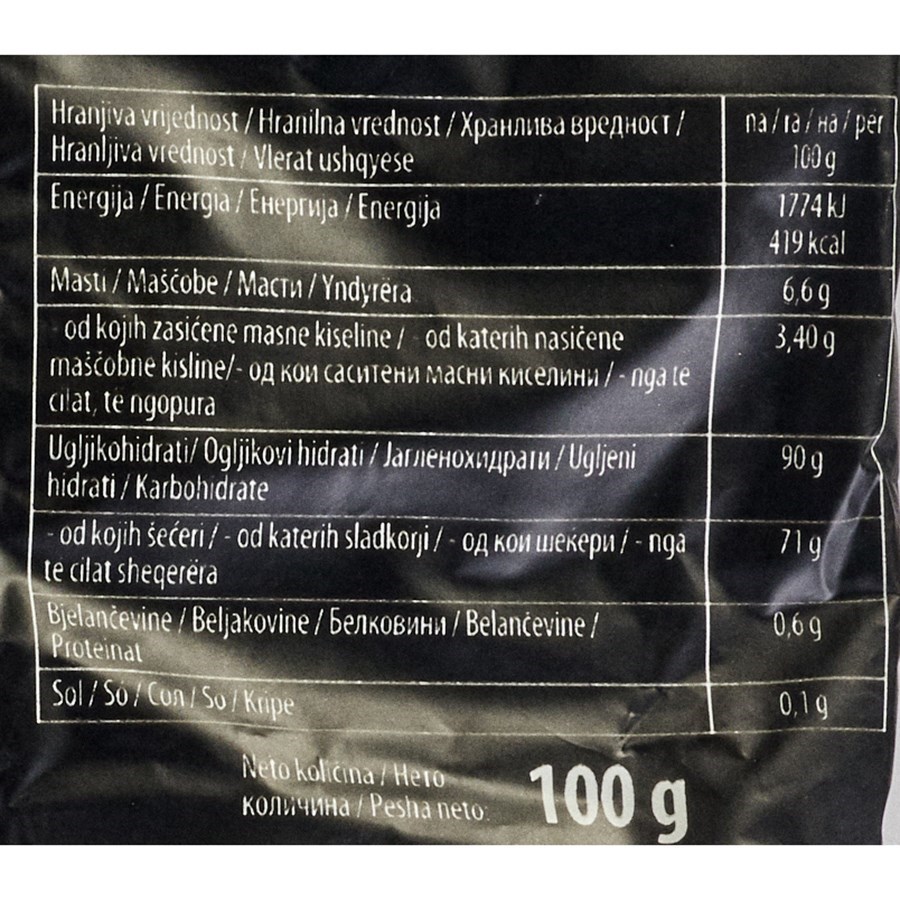 Hranjiva vrijednost / Hranilna vrednost / Хранлива вредност /
Hranljiva vrednost / Vlerat ushqyese
na / na / на / për
100 g
Energija / Energia / Енергија / Energija
1774 kJ
419 kcal
Masti / Maščobe / Масти / Yndyrëra
6,6 g
od kojih zasićene masne kiseline / od katerih nasičene
maščobne kisline/- од кои саситени масни киселини / - nga të
cilat, të ngopura
3,40 g
Ugljikohidrati/ Ogljikovi hidrati / Јагленохидрати / Ugljeni
hidrati / Karbohidrate
90 g
- od kojih šećeri / - od katerih sladkorji / - од кои шеќери / - nga
të cilat sheqerëra
71 g
Bjelančevine / Beljakovine / Белковини / Belančevine /
Proteinat
0,6 g
Sol / So / Сол / So / Kripe
0,1 g
Neto količina / Нето
количина / Pesha neto:
100 g